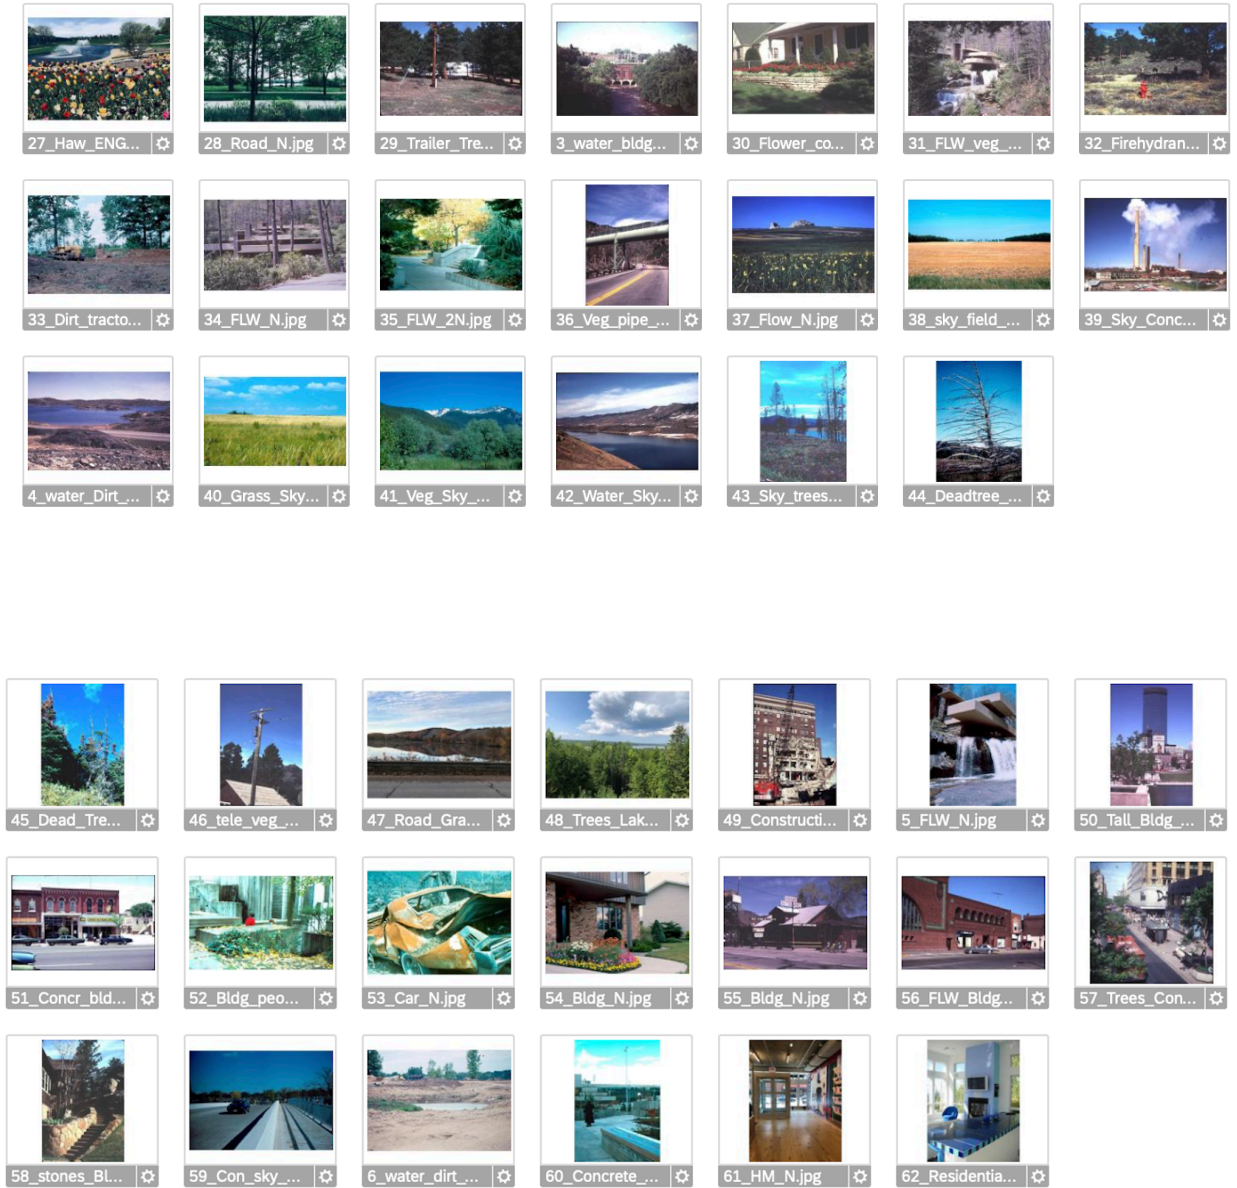 27_Haw_ENG...
28_Road_N.jpg
29_Trailer_Tre...
3_water_bldg...
30_Flower_co...
31_FLW_veg_...
32_Firehydran...
33_Dirt_tracto...
34_FLW_N.jpg
35_FLW_2N.jpg
36_Veg_pipe_...
37_Flow_N.jpg
38_sky_field_...
39_Sky_Conc...
4_water_Dirt_...
40_Grass_Sky...
41_Veg_Sky_...
42_Water_Sky...
43_Sky_trees...
44_Deadtree_...
45_Dead_Tre...
46_tele_veg_...
47_Road_Gra...
48_Trees_Lak...
49_Constructi...
5_FLW_N.jpg
50_Tall_Bldg_...
51_Concr_bld...
52_Bldg_peo...
53_Car_N.jpg
54_Bldg_N.jpg
55_Bldg_N.jpg
56_FLW_Bldg...
57_Trees_Con...
58_stones_Bl...
59_Con_sky_...
6_water_dirt_...
60_Concrete_...
61_HM_N.jpg
62_Residentia...